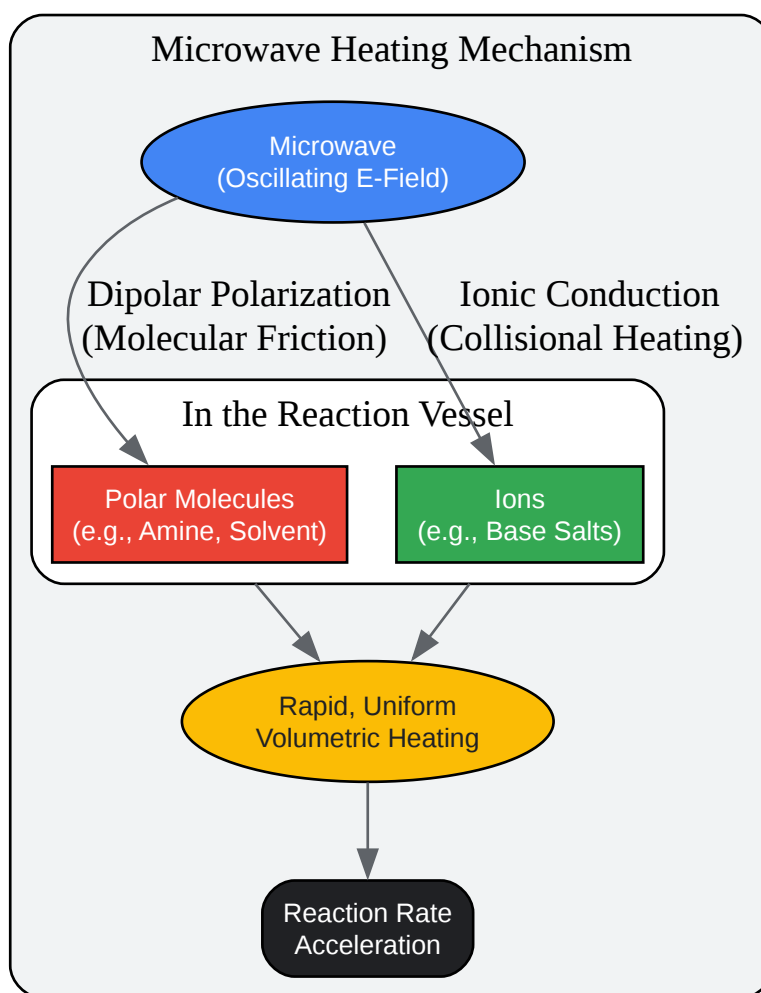 Microwave Heating Mechanism
Microwave
(Oscillating E-Field)
Dipolar Polarization
(Molecular Friction)
Ionic Conduction
(Collisional Heating)
In the Reaction Vessel
Polar Molecules
(e.g., Amine, Solvent)
Ions
(e.g., Base Salts)
Rapid, Uniform
Volumetric Heating
Reaction Rate
Acceleration